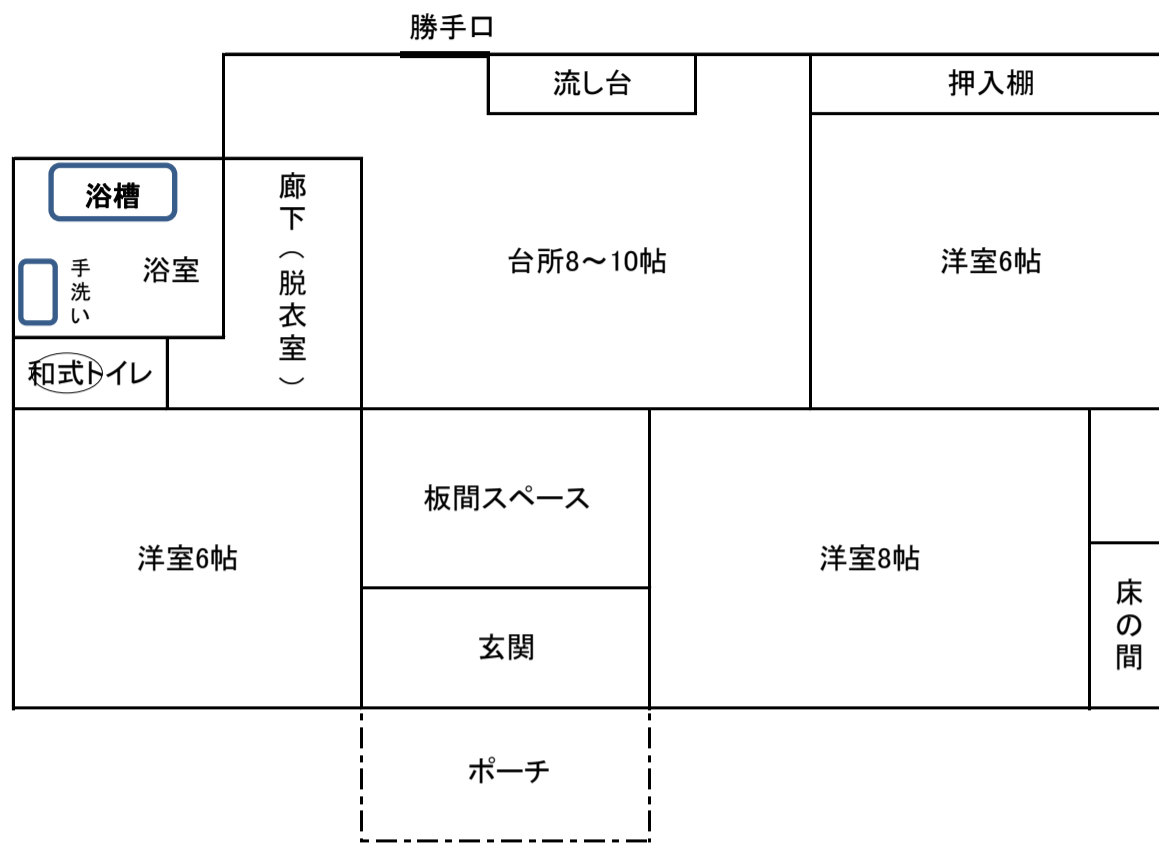 勝手口
流し台
押入棚
浴槽
廊下（脱衣室）
手洗い
浴室
台所8～10帖
洋室6帖
和式トイレ
板間スペース
洋室6帖
洋室8帖
床の間
玄関
ポーチ